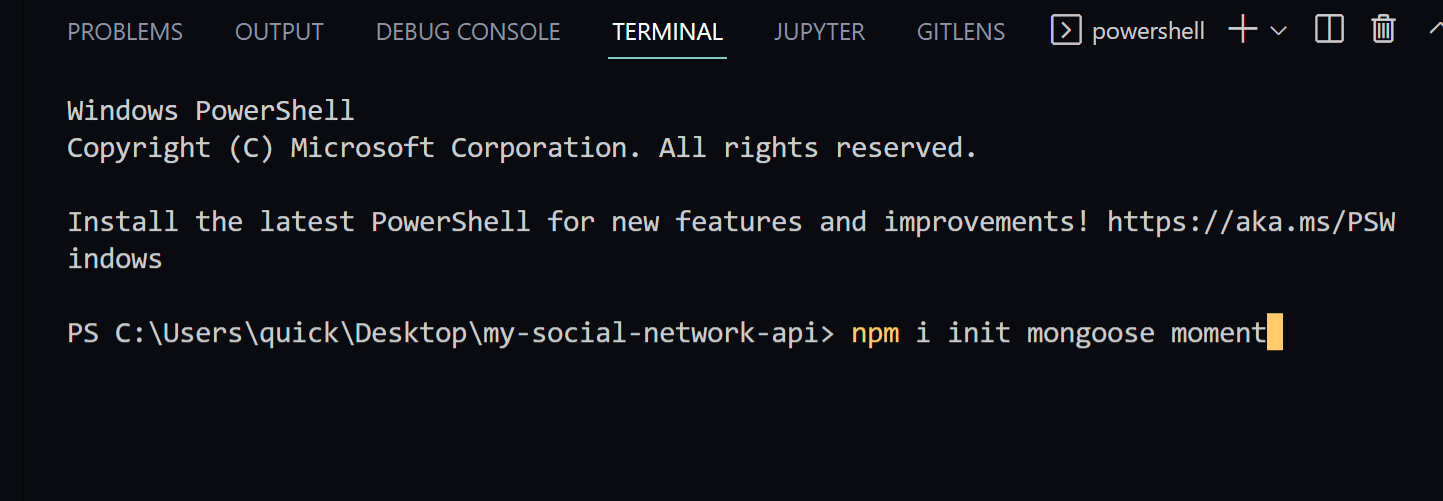 PROBLEMS OUTPUT DEBUG CONSOLE TERMINAL JUPYTER GITLENS powershell
Windows PowerShell
Copyright (C) Microsoft Corporation. All rights reserved.
Install the latest PowerShell for new features and improvements! https://aka.ms/PSW
indows
PS C:\Users\quick\Desktop\my-social-network-api> npm i init mongoose moment